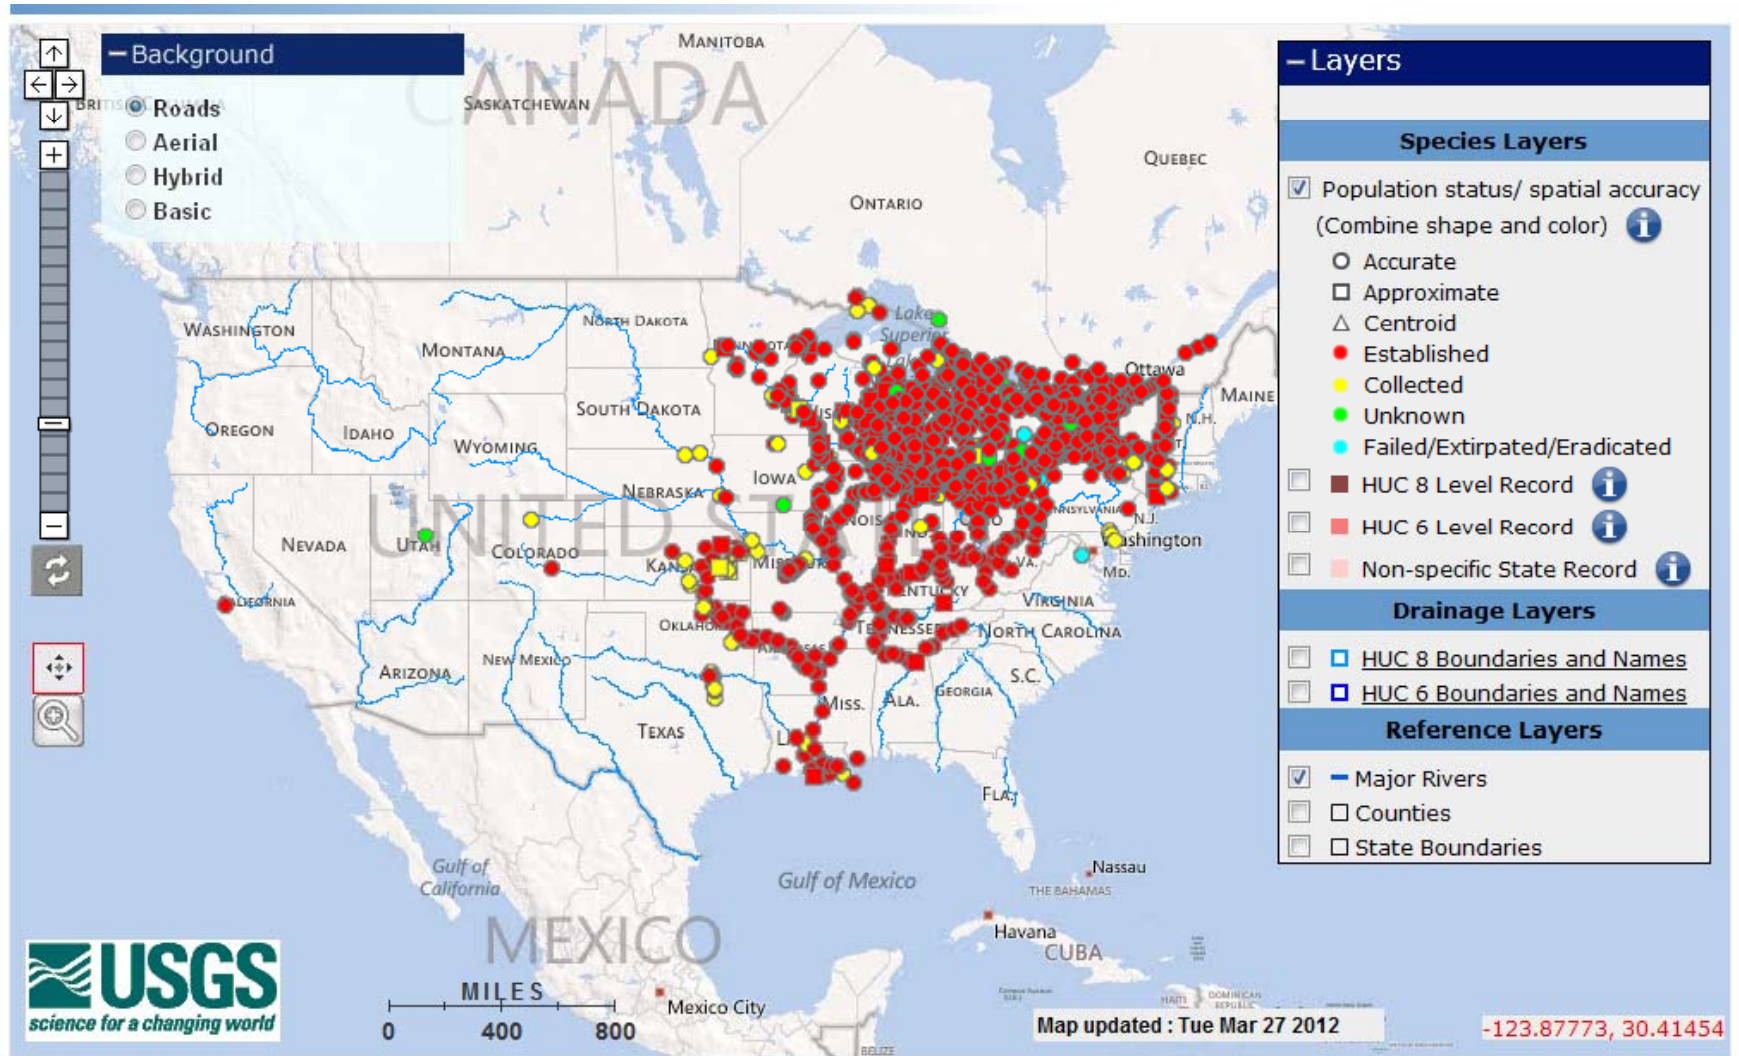 Background
Roads
Aerial
Hybrid
Basic
MANITOBA
CANADA
SASKATCHEWAN
QUEBEC
ONTARIO
Layers
Species Layers
Population status/ spatial accuracy
(Combine shape and color)
Accurate
Approximate
Centroid
Established
Collected
Unknown
Failed/Extirpated/Eradicated
HUC 8 Level Record
HUC 6 Level Record
Non-specific State Record
Drainage Layers
HUC 8 Boundaries and Names
HUC 6 Boundaries and Names
Reference Layers
Major Rivers
Counties
State Boundaries
WASHINGTON
MONTANA
NORTH DAKOTA
Lake
Superior
Ottawa
MAINE
N.H.
OREGON
IDAHO
SOUTH DAKOTA
WYOMING
IOWA
NEBRASKA
UNITED STATES
NEVADA
UTAH
COLORADO
N.J.
Washington
MD.
VA.
VIRGINIA
NORTH CAROLINA
ARIZONA
NEW MEXICO
S.C.
GEORGIA
ALA.
MISS.
TEXAS
FLA.
Gulf of
California
Gulf of Mexico
Nassau
THE BAHAMAS
MEXICO
Havana
CUBA
Mexico City
HAITI
DOMINICAN
REPUBLIC
BELIZE
USGS
science for a changing world
MILES
0 400 800
Map updated : Tue Mar 27 2012
-123.87773, 30.41454